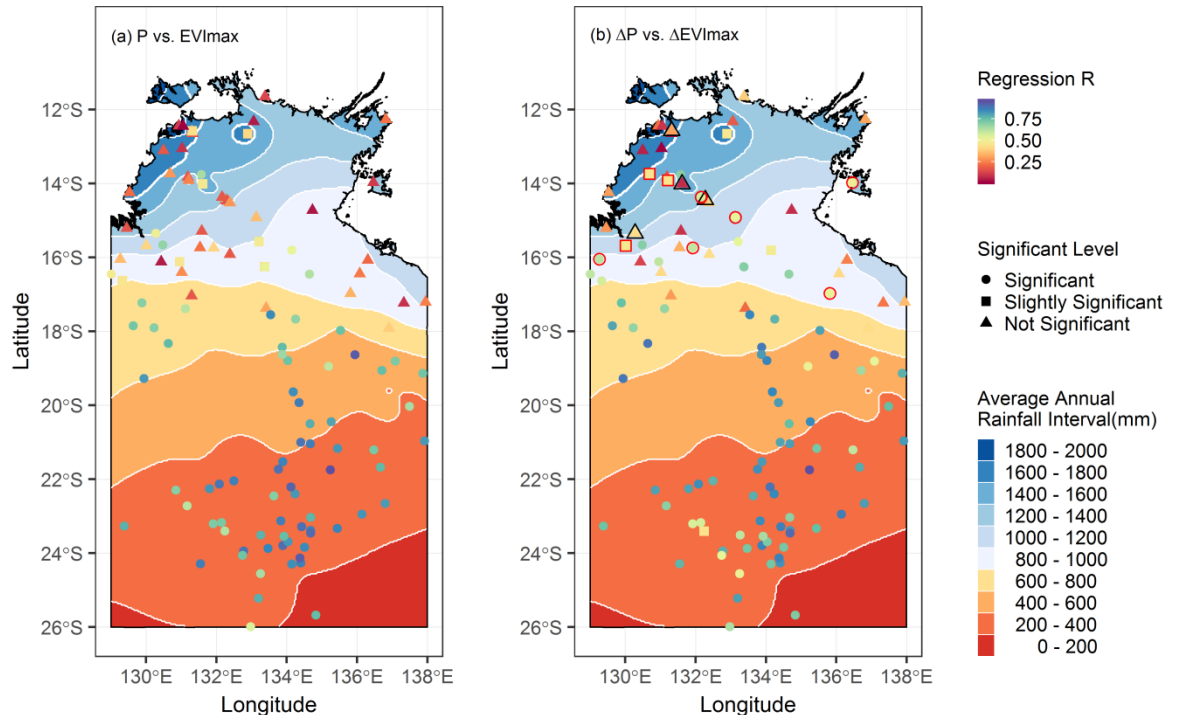 (a) P vs. EVImax
12°S
14°S
16°S
18°S
20°S
22°S
24°S
26°S
Latitude
130°E
132°E
134°E
136°E
138°E
Longitude
(b) ΔP vs. ΔEVImax
12°S
14°S
16°S
18°S
20°S
22°S
24°S
26°S
Latitude
130°E
132°E
134°E
136°E
138°E
Longitude
Regression R
0.75
0.50
0.25
Significant Level
Significant
Slightly Significant
Not Significant
Average Annual
Rainfall Interval(mm)
1800 - 2000
1600 - 1800
1400 - 1600
1200 - 1400
1000 - 1200
800 - 1000
600 - 800
400 - 600
200 - 400
0 - 200